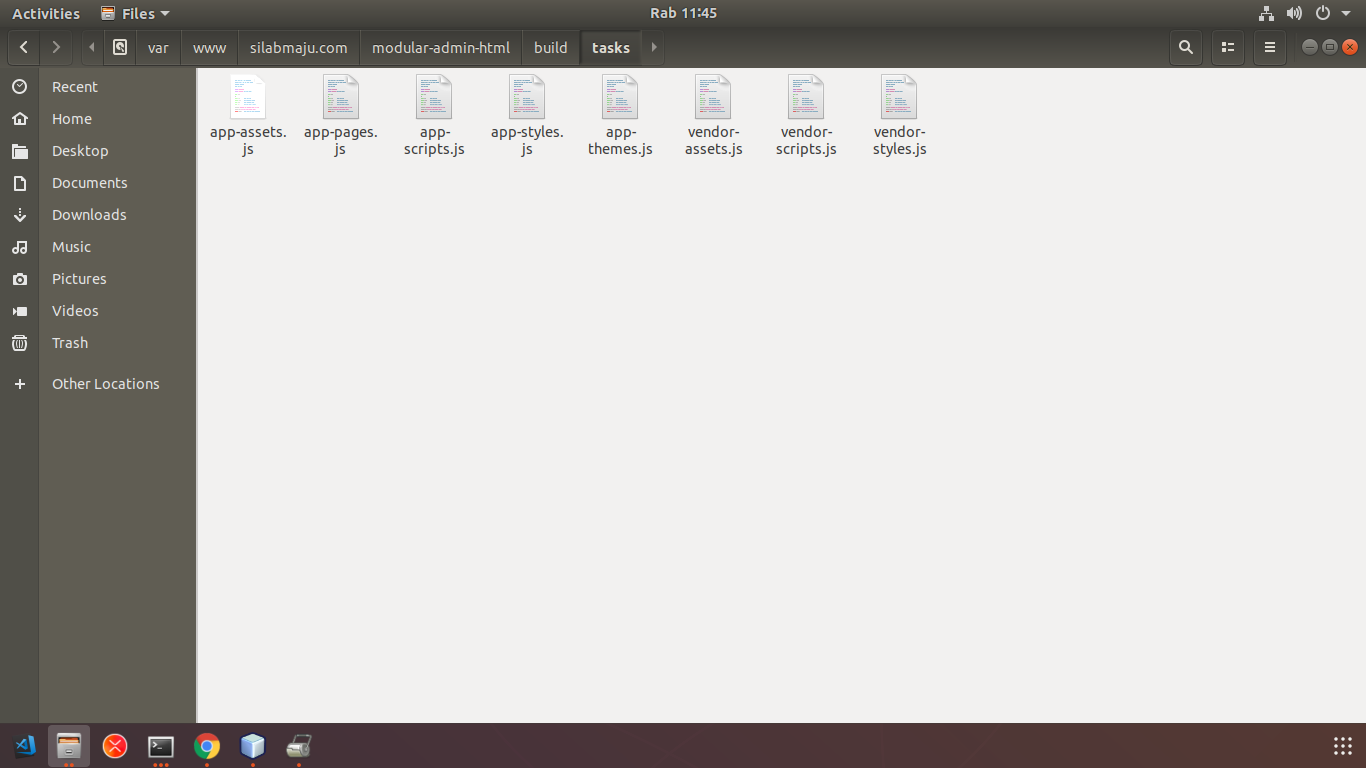 Activities Files Rab 11:45
var www silabmaju.com modular-admin-html build tasks
Recent
Home
Desktop
Documents
Downloads
Music
Pictures
Videos
Trash
Other Locations
app-assets.
js
app-pages.
js
app-
scripts.js
app-styles.
js
app-
themes.js
vendor-
assets.js
vendor-
scripts.js
vendor-
styles.js